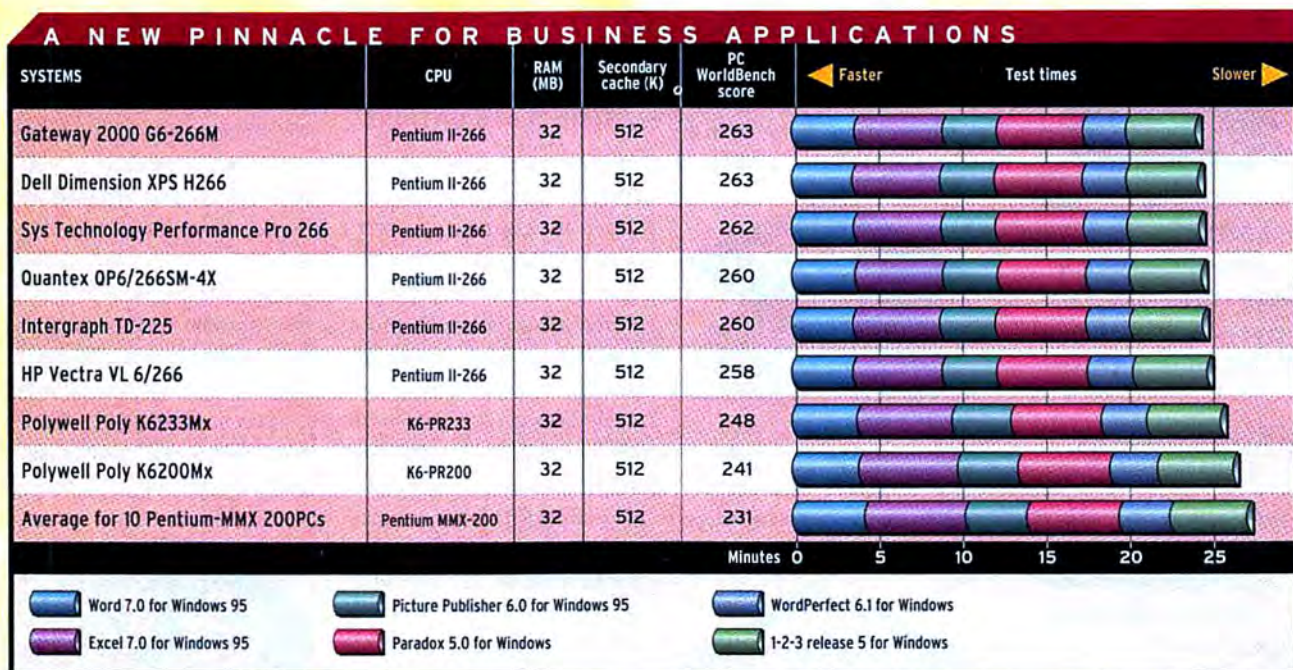 A NEW PINNACLE FOR BUSINESS APPLICATIONS
SYSTEMS CPU RAM (MB) Secondary cache (K) PC WorldBench score Faster Test times Slower
Gateway 2000 G6-266M Pentium II-266 32 512 263
Dell Dimension XPS H266 Pentium II-266 32 512 263
Sys Technology Performance Pro 266 Pentium II-266 32 512 262
Quantex QP6/266SM-4X Pentium II-266 32 512 260
Intergraph TD-225 Pentium II-266 32 512 260
HP Vectra VL 6/266 Pentium II-266 32 512 258
Polywell Poly K6233Mx K6-PR233 32 512 248
Polywell Poly K6200Mx K6-PR200 32 512 241
Average for 10 Pentium-MMX 200PCs Pentium MMX-200 32 512 231
Minutes 0 5 10 15 20 25
Word 7.0 for Windows 95 Picture Publisher 6.0 for Windows 95 WordPerfect 6.1 for Windows
Excel 7.0 for Windows 95 Paradox 5.0 for Windows 1-2-3 release 5 for Windows